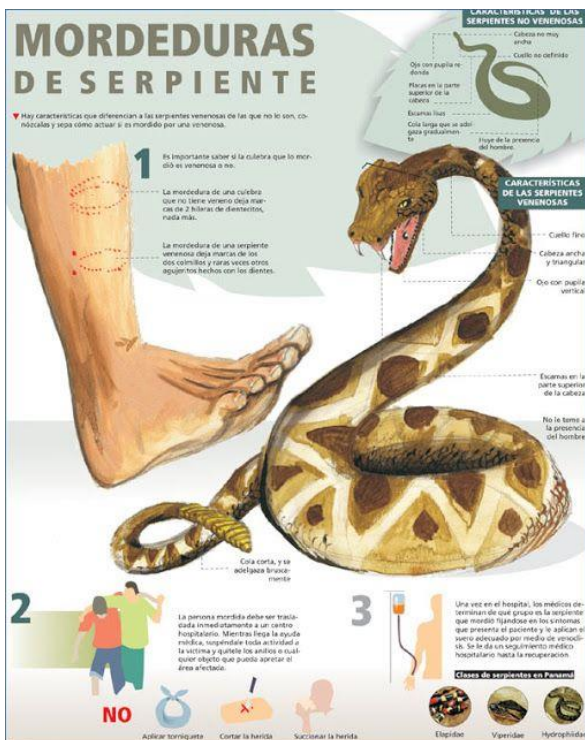 MORDEDURAS
DE SERPIENTE
▼ Hay características que diferencian a las serpientes venenosas de las que no lo son, co-
nózcalas y sepa cómo actuar si es mordido por una venenosa.
CARACTERÍSTICAS DE LAS
SERPIENTES NO VENENOSAS
Cabeza no muy
ancha
Cuello no definido
Ojo con pupila re-
donda
Placas en la parte
superior de la
cabeza
Escamas lisas
Cola larga que se adel-
gaza gradualmen-
te
Huye de la presencia
del hombre.
1
Es importante saber si la culebra que lo mor-
dió es venenosa o no.
La mordedura de una culebra
que no tiene veneno deja mar-
cas de 2 hileras de dientecitos,
nada más.
La mordedura de una serpiente
venenosa deja marcas de los
dos colmillos y raras veces otros
agujeritos hechos con los dientes.
CARACTERÍSTICAS
DE LAS SERPIENTES
VENENOSAS
Cuello fino
Cabeza ancha
y triangular
Ojo con pupila
vertical
Escamas en la
parte superior
de la cabeza
No le teme a
la presencia
del hombre
Cola corta, y se
adelgaza brusca-
mente
2
La persona mordida debe ser trasla-
dada inmediatamente a un centro
hospitalario. Mientras llega la ayuda
médica, suspéndale toda actividad a
la víctima y quítele los anillos o cual-
quier objeto que pueda apretar el
área afectada.
NO
Aplicar torniquete
Cortar la herida
Succionar la herida
3
Una vez en el hospital, los médicos de-
terminan de qué grupo es la serpiente
que mordió fijándose en los síntomas
que presenta el paciente y le aplican el
suero adecuado por medio de venocli-
sis. Se le da un seguimiento médico
hospitalario hasta la recuperación.
Clases de serpientes en Panamá
Elapidae
Viperidae
Hydrophiidae